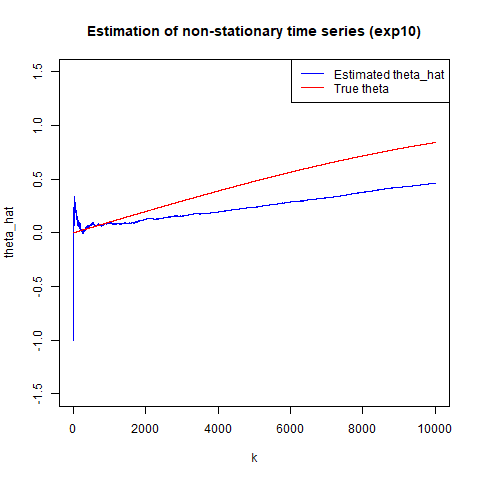 Estimation of non-stationary time series (exp10)
Estimated theta_hat
True theta
theta_hat
1.5
1.0
0.5
0.0
-0.5
-1.0
-1.5
0 2000 4000 6000 8000 10000
k